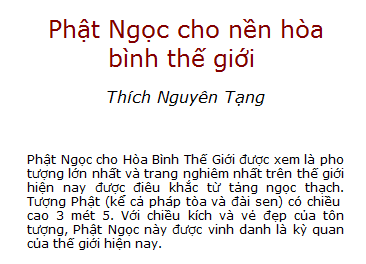 Phật Ngọc cho nền hòa
bình thế giới
Thích Nguyên Tạng
Phật Ngọc cho Hòa Bình Thế Giới được xem là pho
tượng lớn nhất và trang nghiêm nhất trên thế giới
hiện nay được điêu khắc từ tảng ngọc thạch.
Tượng Phật (kể cả pháp tòa và đài sen) có chiều
cao 3 mét 5. Với chiều kích và vẻ đẹp của tôn
tượng, Phật Ngọc này được vinh danh là kỳ quan
của thế giới hiện nay.